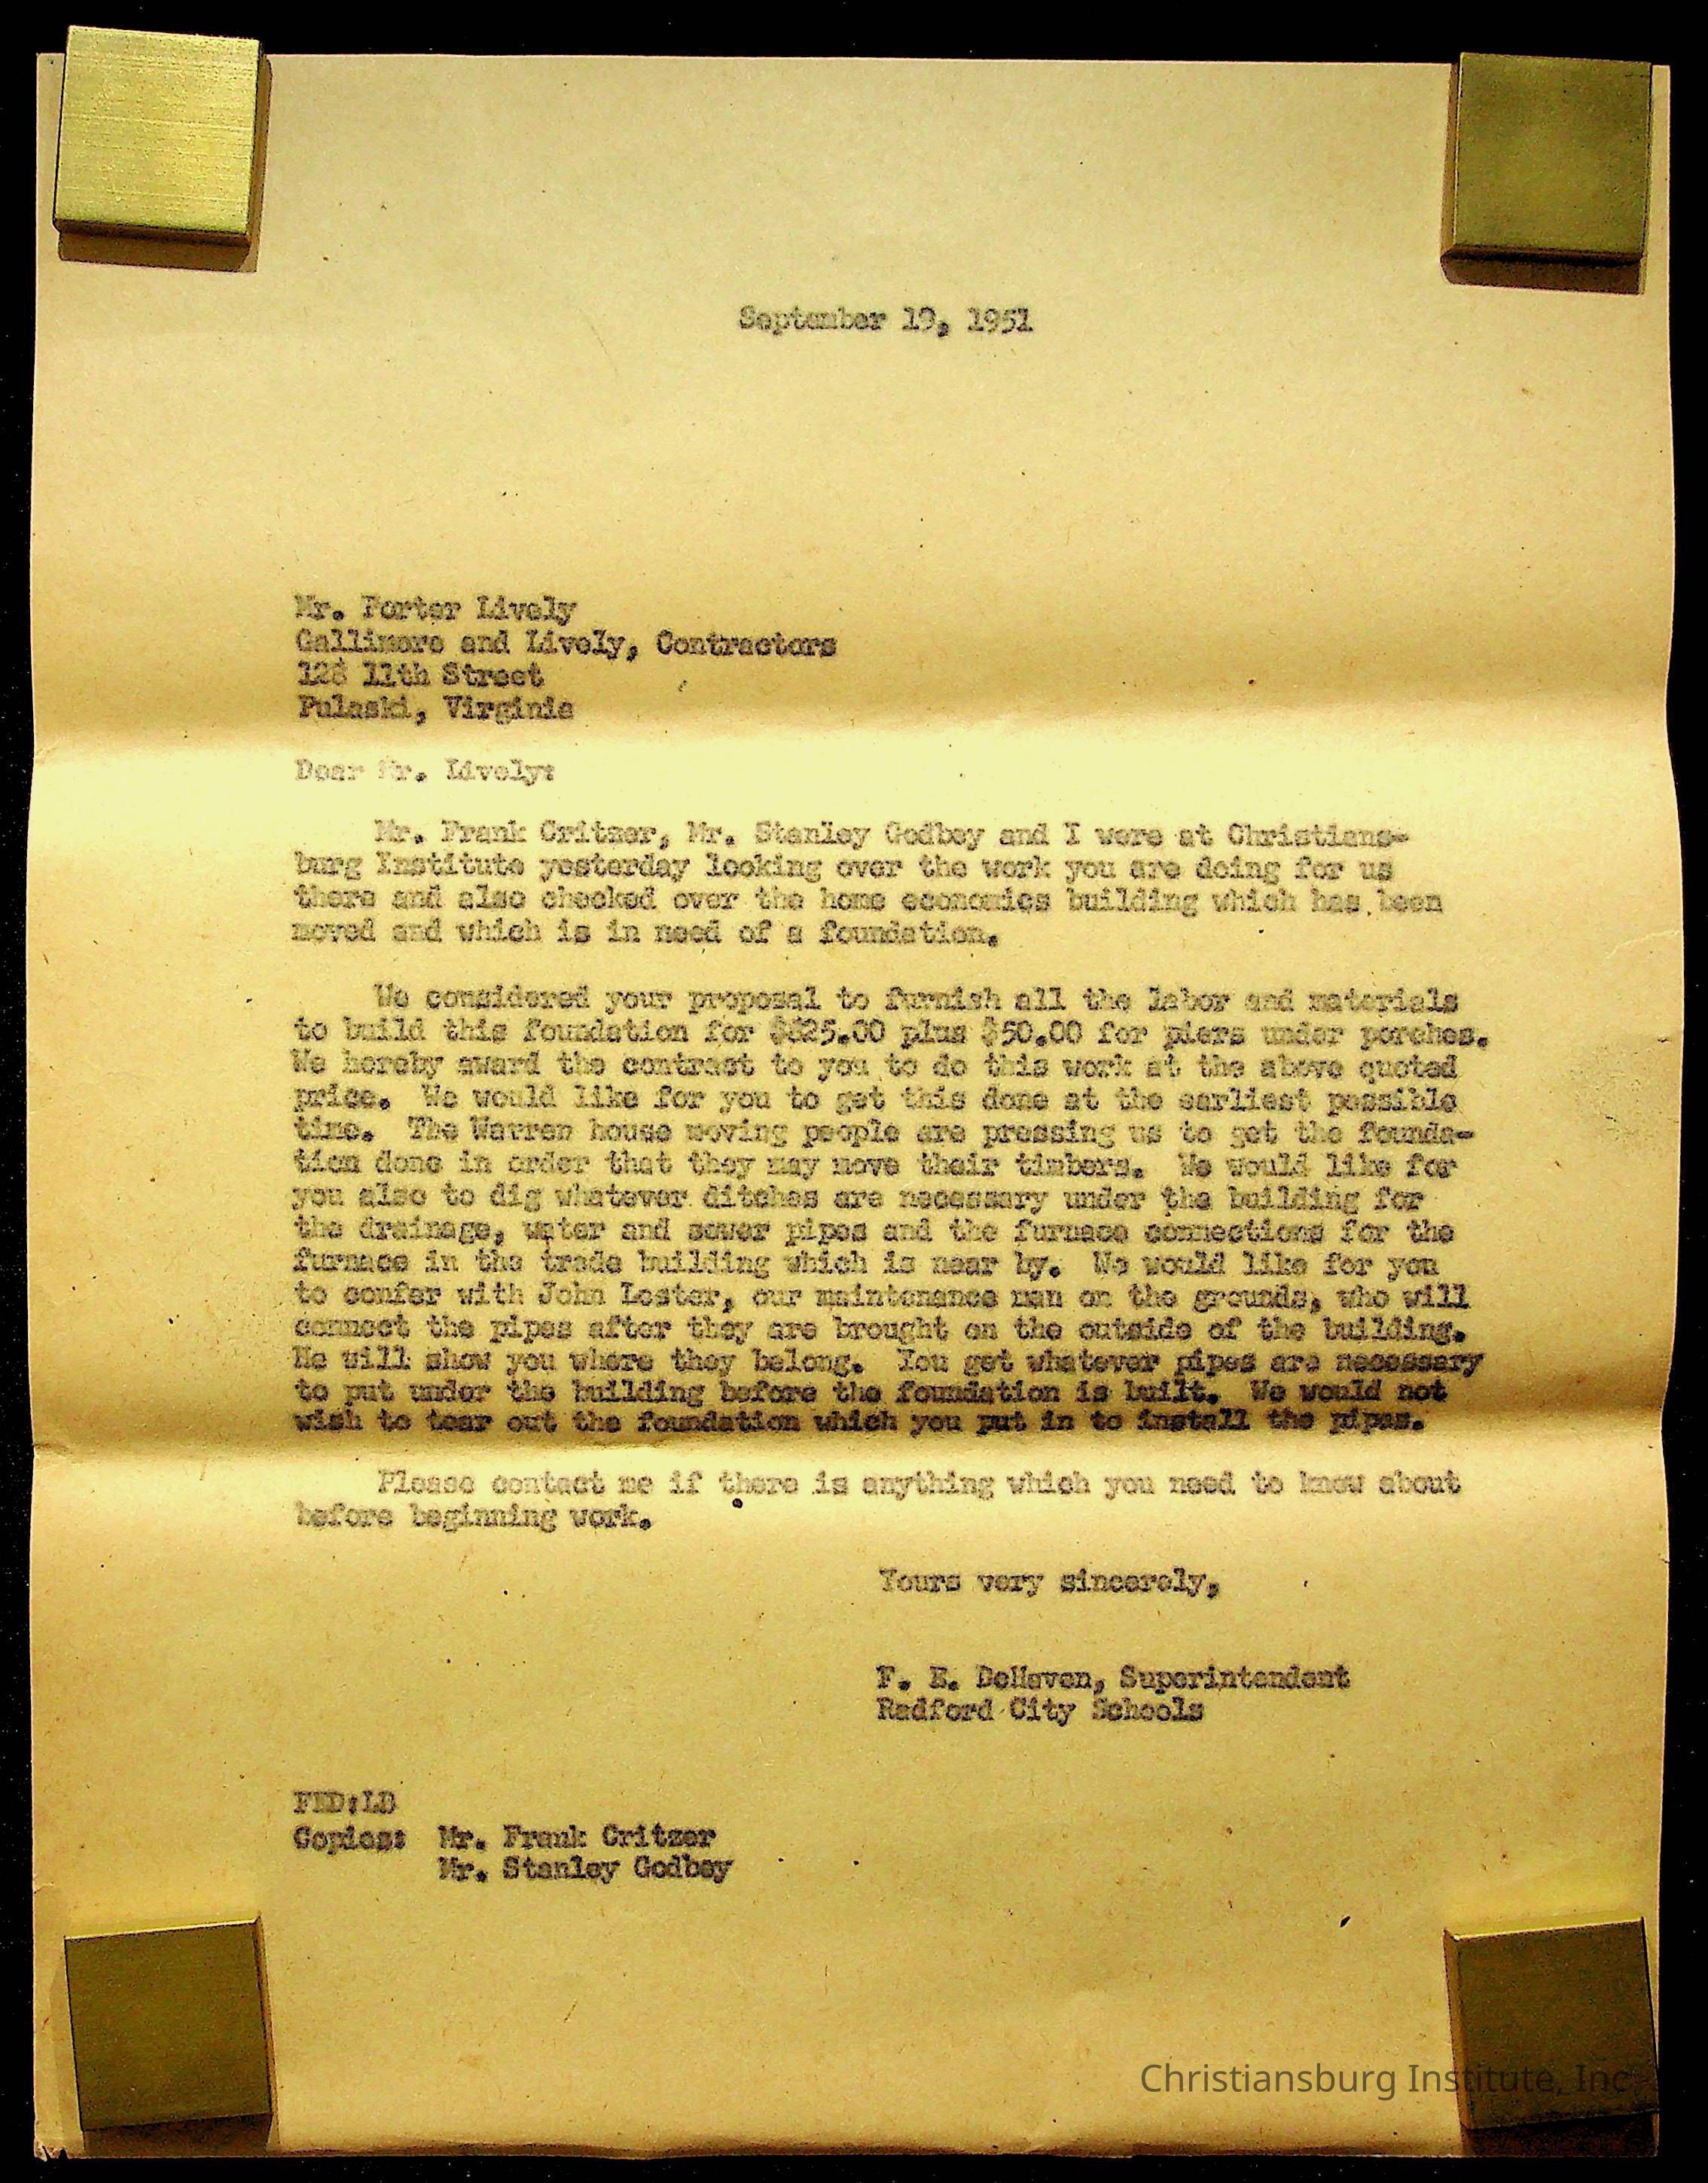 September 19, 1951
Mr. Porter Lively
Gallimore and Lively, Contractors
128 11th Street
Pulaski, Virginia
Dear Mr. Lively:
Mr. Frank Critzer, Mr. Stanley Godbey and I were at Christians-
burg Institute yesterday looking over the work you are doing for us
there and also checked over the home economics building which has been
moved and which is in need of a foundation.
We considered your proposal to furnish all the labor and materials
to build this foundation for plus $50.00 for piers under porches.
We hereby award the contract to you to do this work at the above quoted
price. We would like for you to get this done at the earliest possible
time. The Warren house moving people are pressing us to get the founda-
tion done in order that they may move their timbers. We would like for
you also to dig whatever ditches are necessary under the building for
the drainage, water and sewer pipes and the furnace connections for the
furnace in the trade building which is near by. We would like for you
to confer with John Lester, our maintenance man on the grounds, who will
connect the pipes after they are brought on the outside of the building.
He will show you where they belong. You get whatever pipes are necessary
to put under the building before the foundation is built. We would not
wish to tear out the foundation which you put in to install the pipes.
Please contact me if there is anything which you need to know about
before beginning work.
Yours very sincerely,
F. E. DeHaven, Superintendent
Radford City Schools
FED:LB
Copies: Mr. Frank Critzer
Mr. Stanley Godbey
Christiansburg Institute, Inc